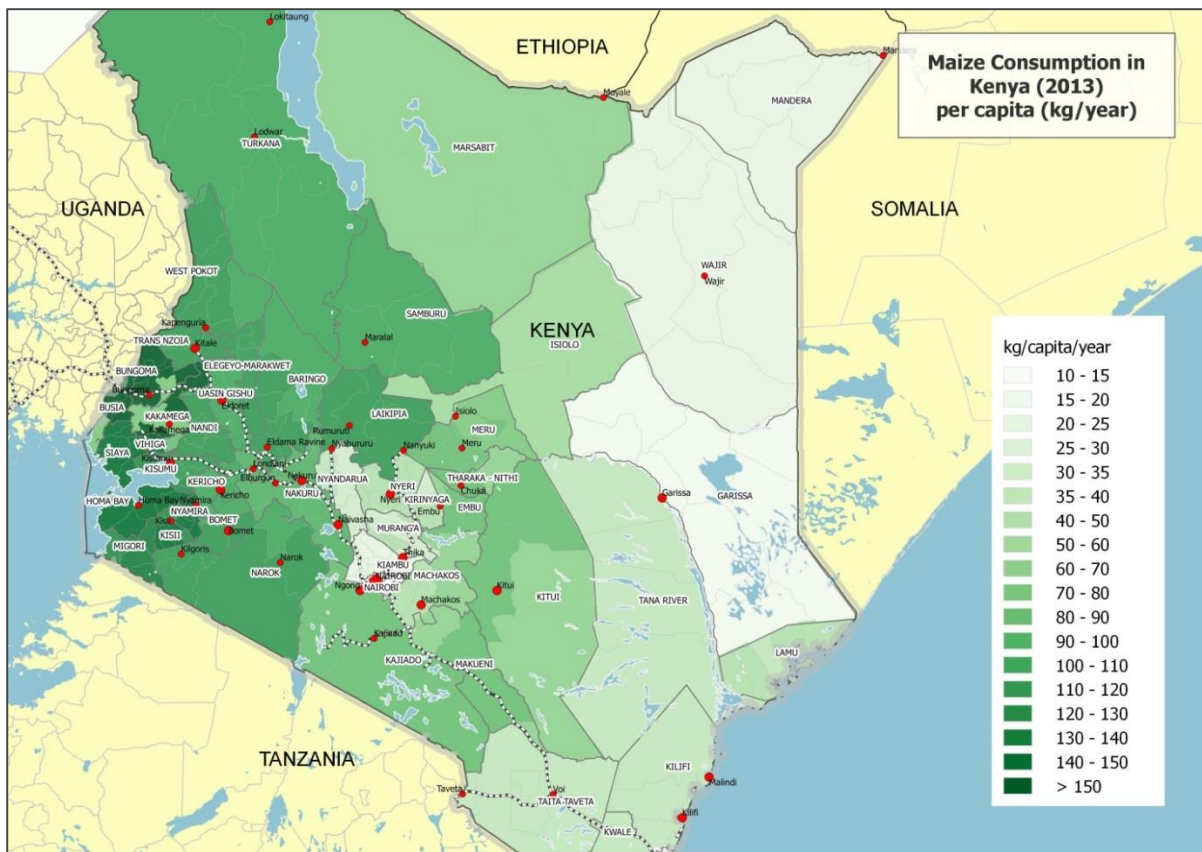 Lokitaung
ETHIOPIA
Maize Consumption in
Kenya (2013)
per capita (kg/year)
Moyale
MANDERA
Lodwar
TURKANA
MARSABIT
UGANDA
SOMALIA
WEST POKOT
WAJIR
Wajir
SAMBURU
KENYA
ISIOLO
Kapenguria
TRANS NZOIA
Kitale
Maralal
BUNGOMA
ELEGEYO-MARAKWET
BARINGO
Bungoma
UASIN GISHU
Eldoret
BUSIA
KAKAMEGA
Kakamega
NANDI
LAIKIPIA
Rumuruti
Isiolo
MERU
Meru
VIHIGA
SIAYA
Eldama Ravine
Nyahururu
Nanyuki
KISUMU
Londiani
Elburgon
Nakuru
NYANDARUA
NYERI
Nyeri
KIRINYAGA
THARAKA - NITHI
Chuka
KERICHO
Kericho
NAKURU
Embu
EMBU
HOMA BAY
Homa Bay
Nyamira
NYAMIRA
BOMET
Bomet
KISII
MIGORI
Kilgoris
Narok
NAROK
Naivasha
MURANG'A
Thika
KIAMBU
NAIROBI
MACHAKOS
NAIROBI
Ngong
Machakos
Kitui
KITUI
Garissa
GARISSA
TANA RIVER
KAJIADO
MAKUENI
LAMU
TANZANIA
KILIFI
Malindi
Taveta
Voi
TAITA-TAVETA
KWALE
Kilifi
kg/capita/year
10 - 15
15 - 20
20 - 25
25 - 30
30 - 35
35 - 40
40 - 50
50 - 60
60 - 70
70 - 80
80 - 90
90 - 100
100 - 110
110 - 120
120 - 130
130 - 140
140 - 150
> 150